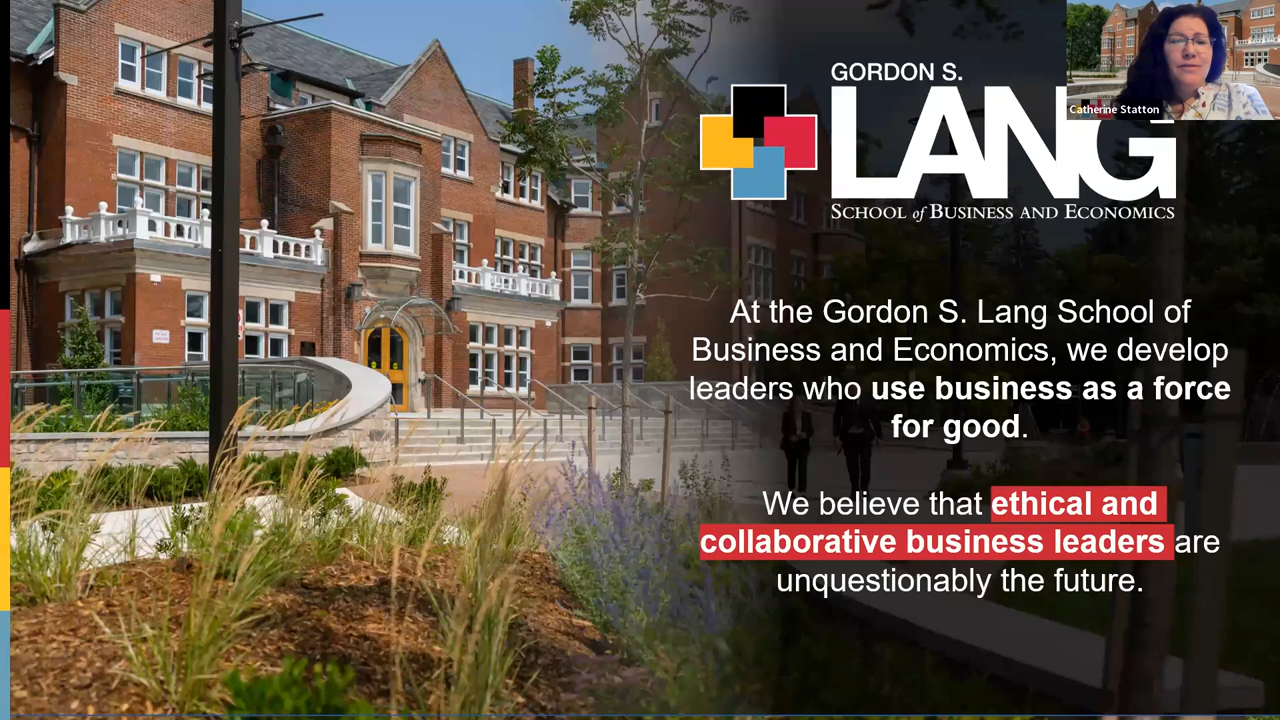 GORDON S.
LANG
SCHOOL of BUSINESS AND ECONOMICS
Catherine Statton
At the Gordon S. Lang School of
Business and Economics, we develop
leaders who use business as a force
for good.
We believe that ethical and
collaborative business leaders are
unquestionably the future.